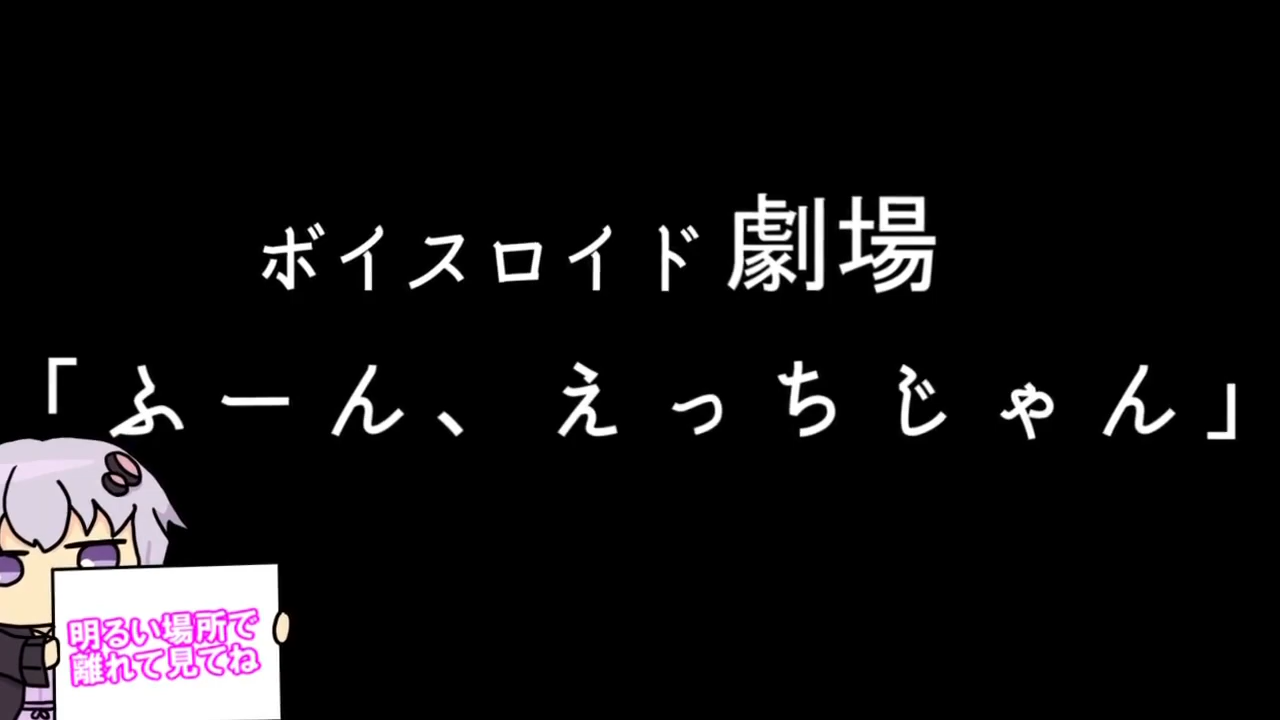 ボイスロイド劇場
「ふーん、えっちじゃん」
明るい場所で
離れて見てね